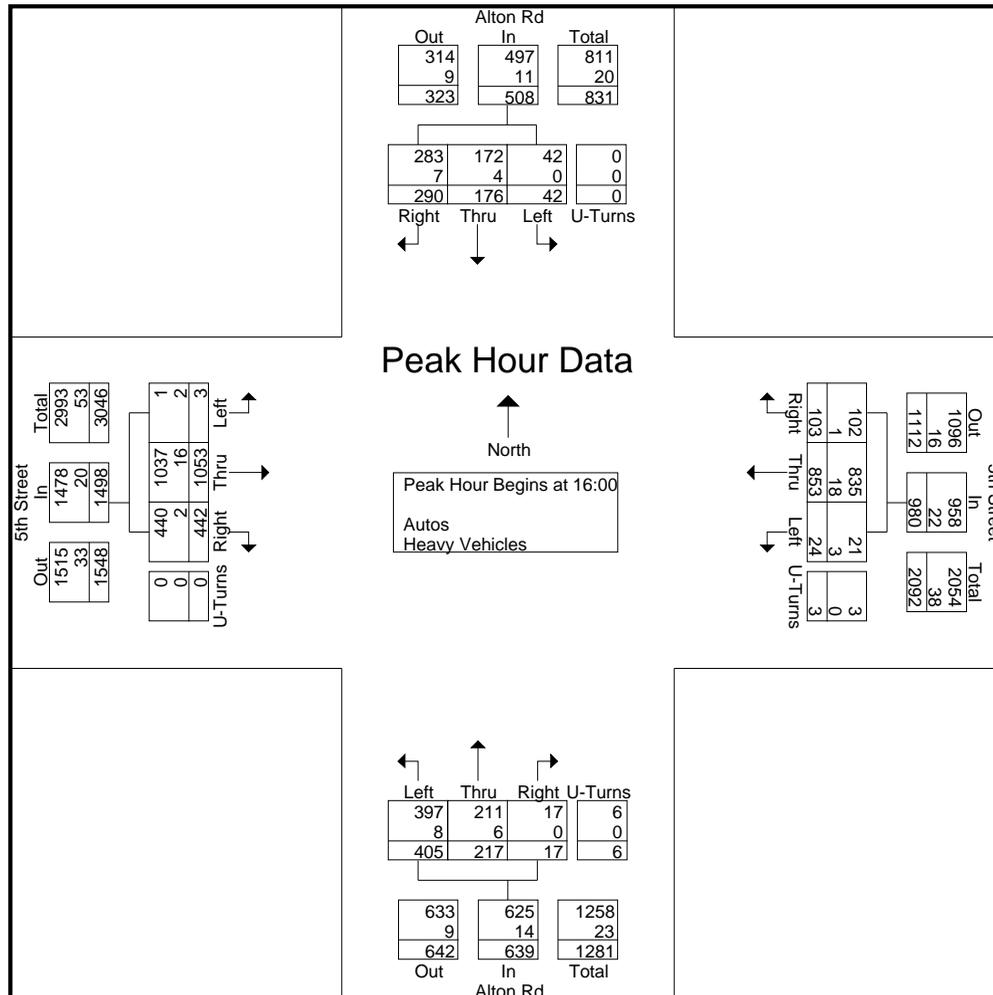 Alton Rd
Out In Total
314 497 811
9 11 20
323 508 831
283 172 42 0
7 4 0 0
290 176 42 0
Right Thru Left U-Turns
Peak Hour Data
North
Peak Hour Begins at 16:00
Autos
Heavy Vehicles
5th Street
Out In Total
1515 1478 2993
33 20 53
1548 1498 3046
U-Turns Right Thru Left
0 440 1037 1
0 2 16 2
0 442 1053 3
Out In Total
1096 958 2054
16 22 38
1112 980 2092
102 835 21 3
1 18 3 0
103 853 24 3
Right Thru Left U-Turns
Left Thru Right U-Turns
397 211 17 6
8 6 0 0
405 217 17 6
633 625 1258
9 14 23
642 639 1281
Out In Total
Alton Rd